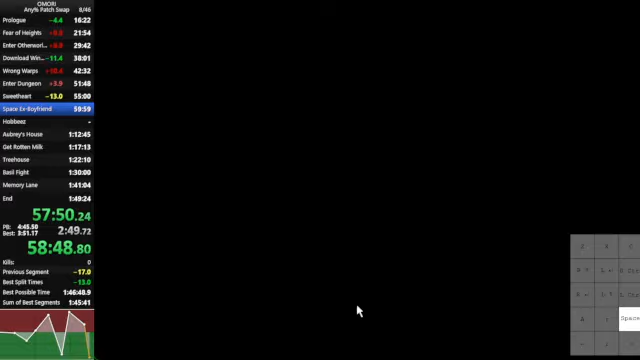 OMORI
Any% Patch Swap 8/46
Prologue −4.4 16:22
Fear of Heights 21:54
Enter Otherworl... 29:42
Download Win... −11.4 38:01
Wrong Warps +10.4 42:32
Enter Dungeon +3.9 51:48
Sweetheart −13.0 55:00
Space Ex-Boyfriend 59:59
Hobbeez -
Aubrey's House 1:12:45
Get Rotten Milk 1:17:13
Treehouse 1:22:10
Basil Fight 1:30:00
Memory Lane 1:41:04
End 1:49:24
57:50.24
PB: 4:45.50
Best: 3:51.17
2:49.72
58:48.80
Kills: 0
Previous Segment −17.0
Best Split Times −13.0
Best Possible Time 1:46:48.9
Sum of Best Segments 1:45:41
Space